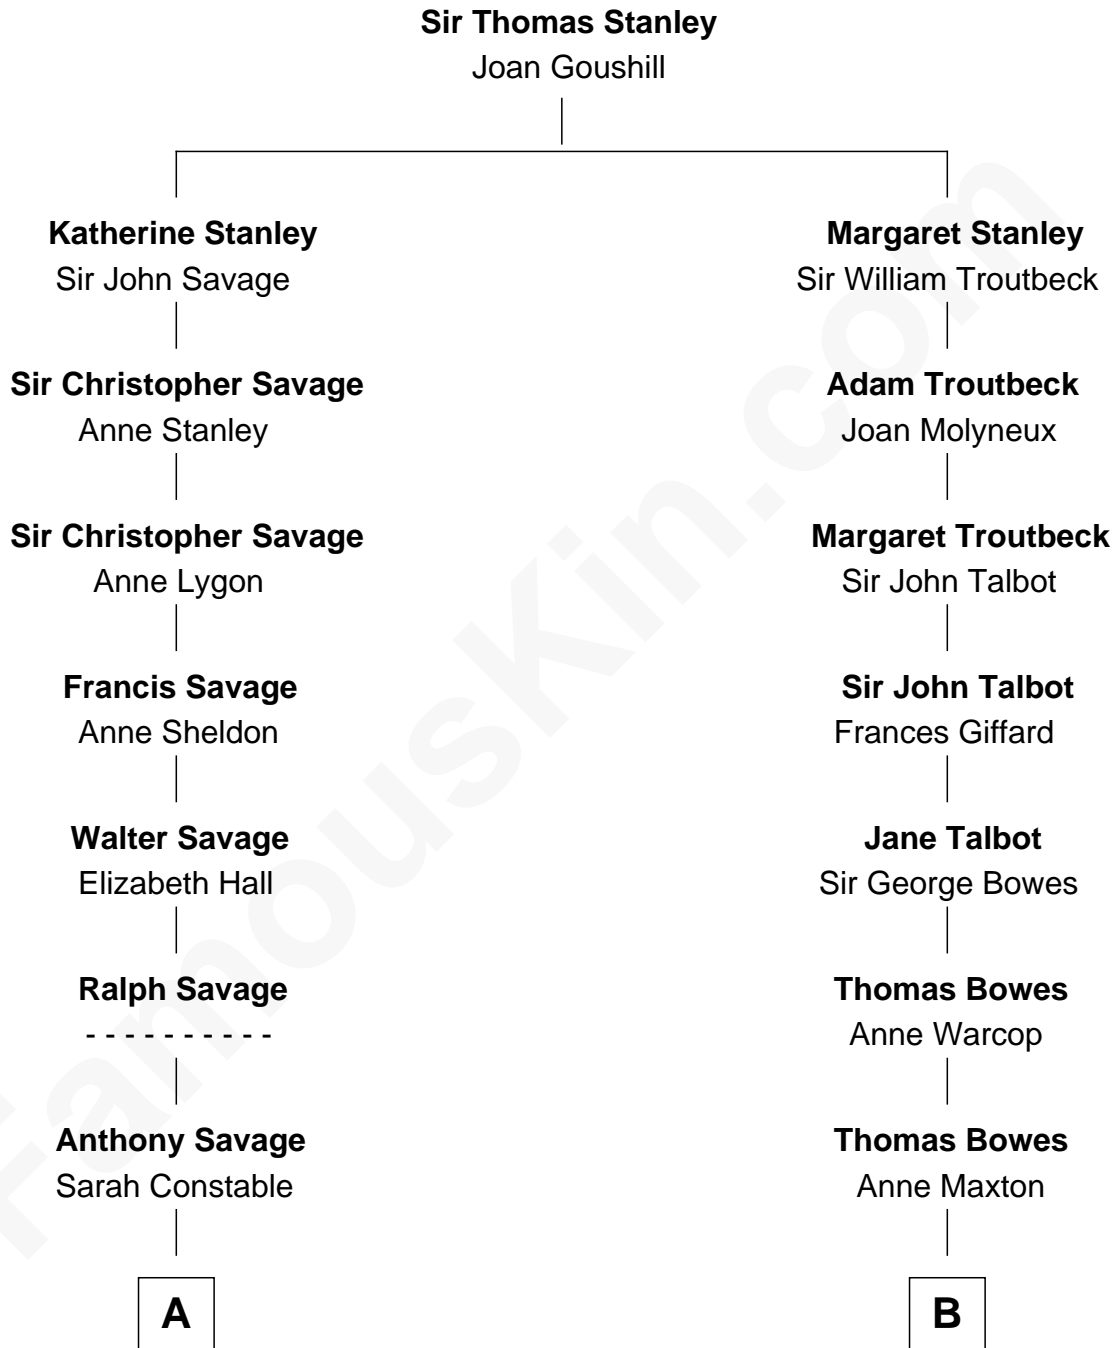 Sir Thomas Stanley
Joan Goushill
Katherine Stanley
Sir John Savage
Margaret Stanley
Sir William Troutbeck
Sir Christopher Savage
Anne Stanley
Adam Troutbeck
Joan Molyneux
Sir Christopher Savage
Anne Lygon
Margaret Troutbeck
Sir John Talbot
Francis Savage
Anne Sheldon
Sir John Talbot
Frances Giffard
Walter Savage
Elizabeth Hall
Jane Talbot
Sir George Bowes
Ralph Savage
- - - - - - - - - -
Thomas Bowes
Anne Warcop
Anthony Savage
Sarah Constable
Thomas Bowes
Anne Maxton
A
B
FamousKin.com